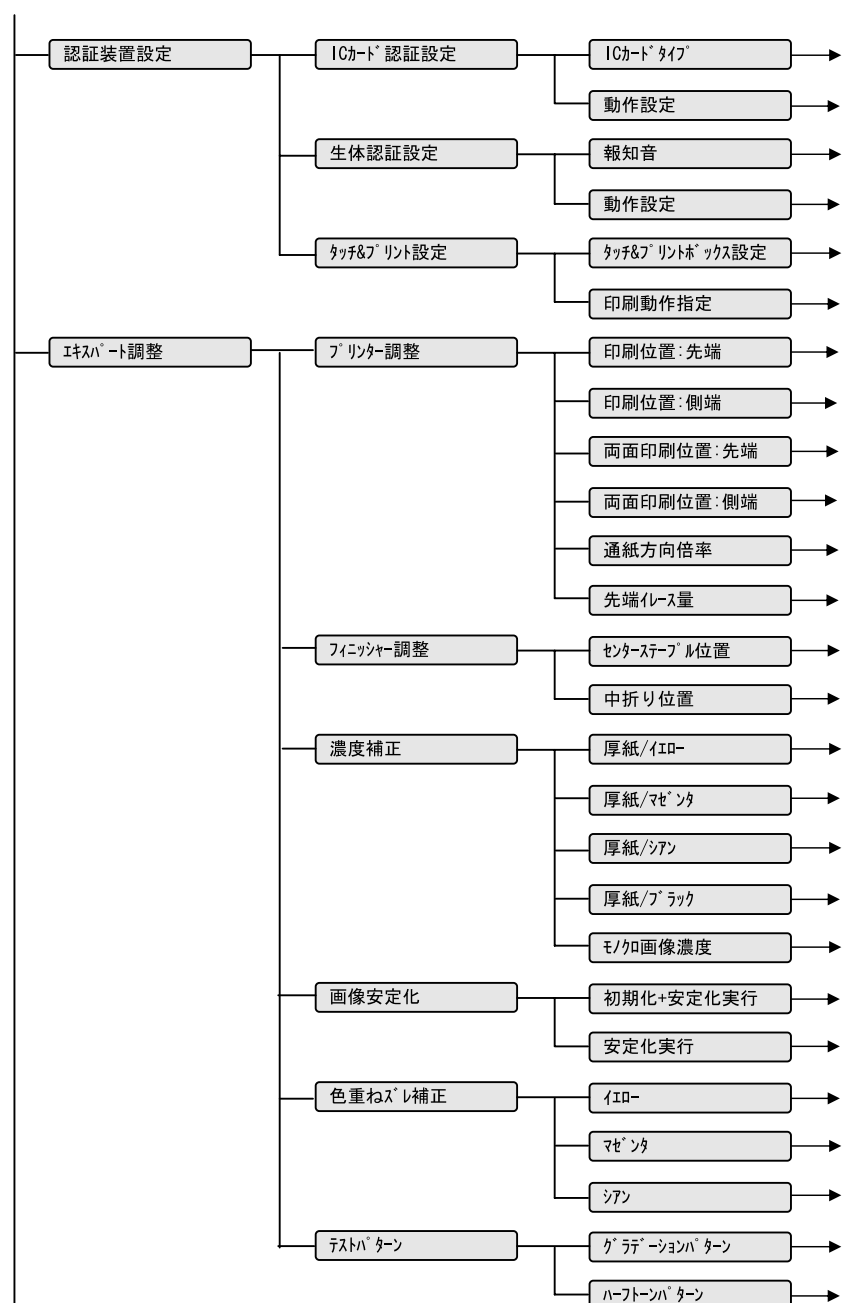 認証装置設定
ICｶｰﾄﾞ認証設定
ICｶｰﾄﾞﾀｲﾌﾟ
動作設定
生体認証設定
報知音
動作設定
ﾀｯﾁ&ﾌﾟﾘﾝﾄ設定
ﾀｯﾁ&ﾌﾟﾘﾝﾄﾎﾞｯｸｽ設定
印刷動作指定
ｴｷｽﾊﾟｰﾄ調整
ﾌﾟﾘﾝﾀｰ調整
印刷位置:先端
印刷位置:側端
両面印刷位置:先端
両面印刷位置:側端
通紙方向倍率
先端ｲﾚｰｽ量
ﾌｨﾆｯｼｬｰ調整
ｾﾝﾀｰｽﾃｰﾌﾟﾙ位置
中折り位置
濃度補正
厚紙/ｲｴﾛｰ
厚紙/ﾏｾﾞﾝﾀ
厚紙/ｼｱﾝ
厚紙/ﾌﾞﾗｯｸ
ﾓﾉｸﾛ画像濃度
画像安定化
初期化+安定化実行
安定化実行
色重ねｽﾞﾚ補正
ｲｴﾛｰ
ﾏｾﾞﾝﾀ
ｼｱﾝ
ﾃｽﾄﾊﾟﾀｰﾝ
ｸﾞﾗﾃﾞｰｼｮﾝﾊﾟﾀｰﾝ
ﾊｰﾌﾄｰﾝﾊﾟﾀｰﾝ